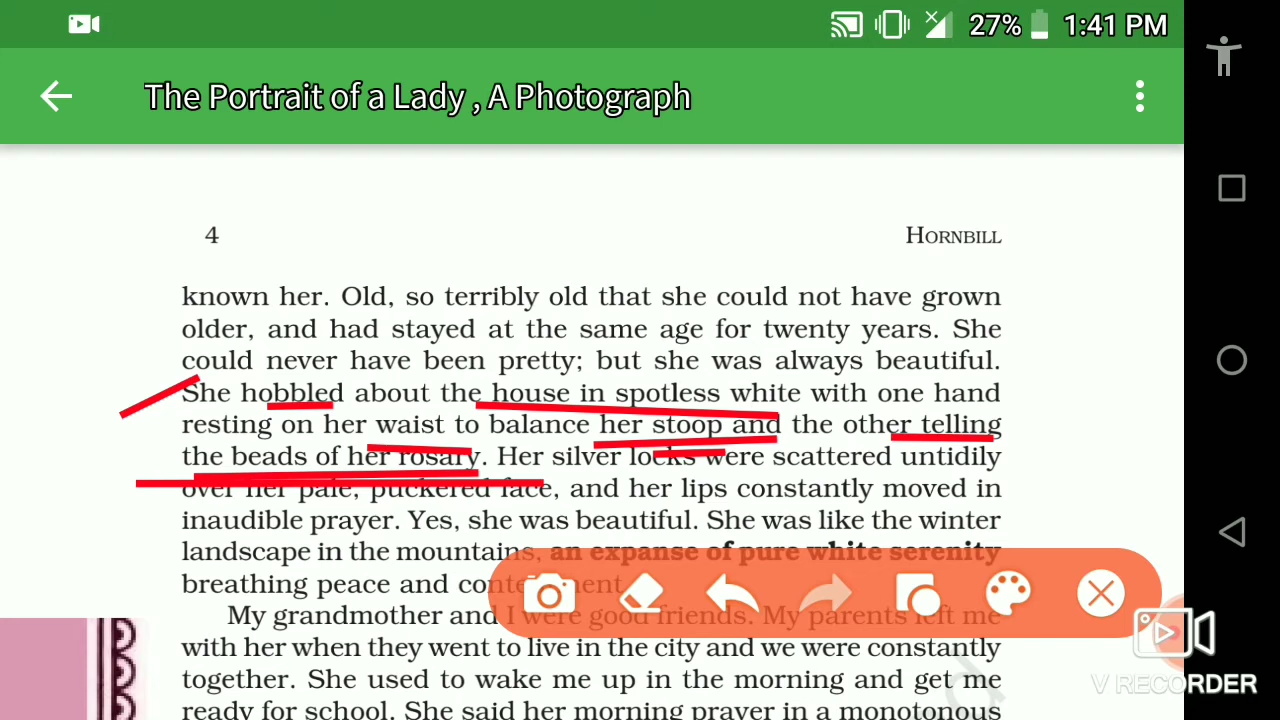 27% 1:41 PM
The Portrait of a Lady , A Photograph
4 HORNBILL
known her. Old, so terribly old that she could not have grown
older, and had stayed at the same age for twenty years. She
could never have been pretty; but she was always beautiful.
She hobbled about the house in spotless white with one hand
resting on her waist to balance her stoop and the other telling
the beads of her rosary. Her silver locks were scattered untidily
over her pale, puckered face, and her lips constantly moved in
inaudible prayer. Yes, she was beautiful. She was like the winter
landscape in the mountains, an expanse of pure white serenity
breathing peace and contentment.
My grandmother and I were good friends. My parents left me
with her when they went to live in the city and we were constantly
together. She used to wake me up in the morning and get me
ready for school. She said her morning prayer in a monotonous
V RECORDER